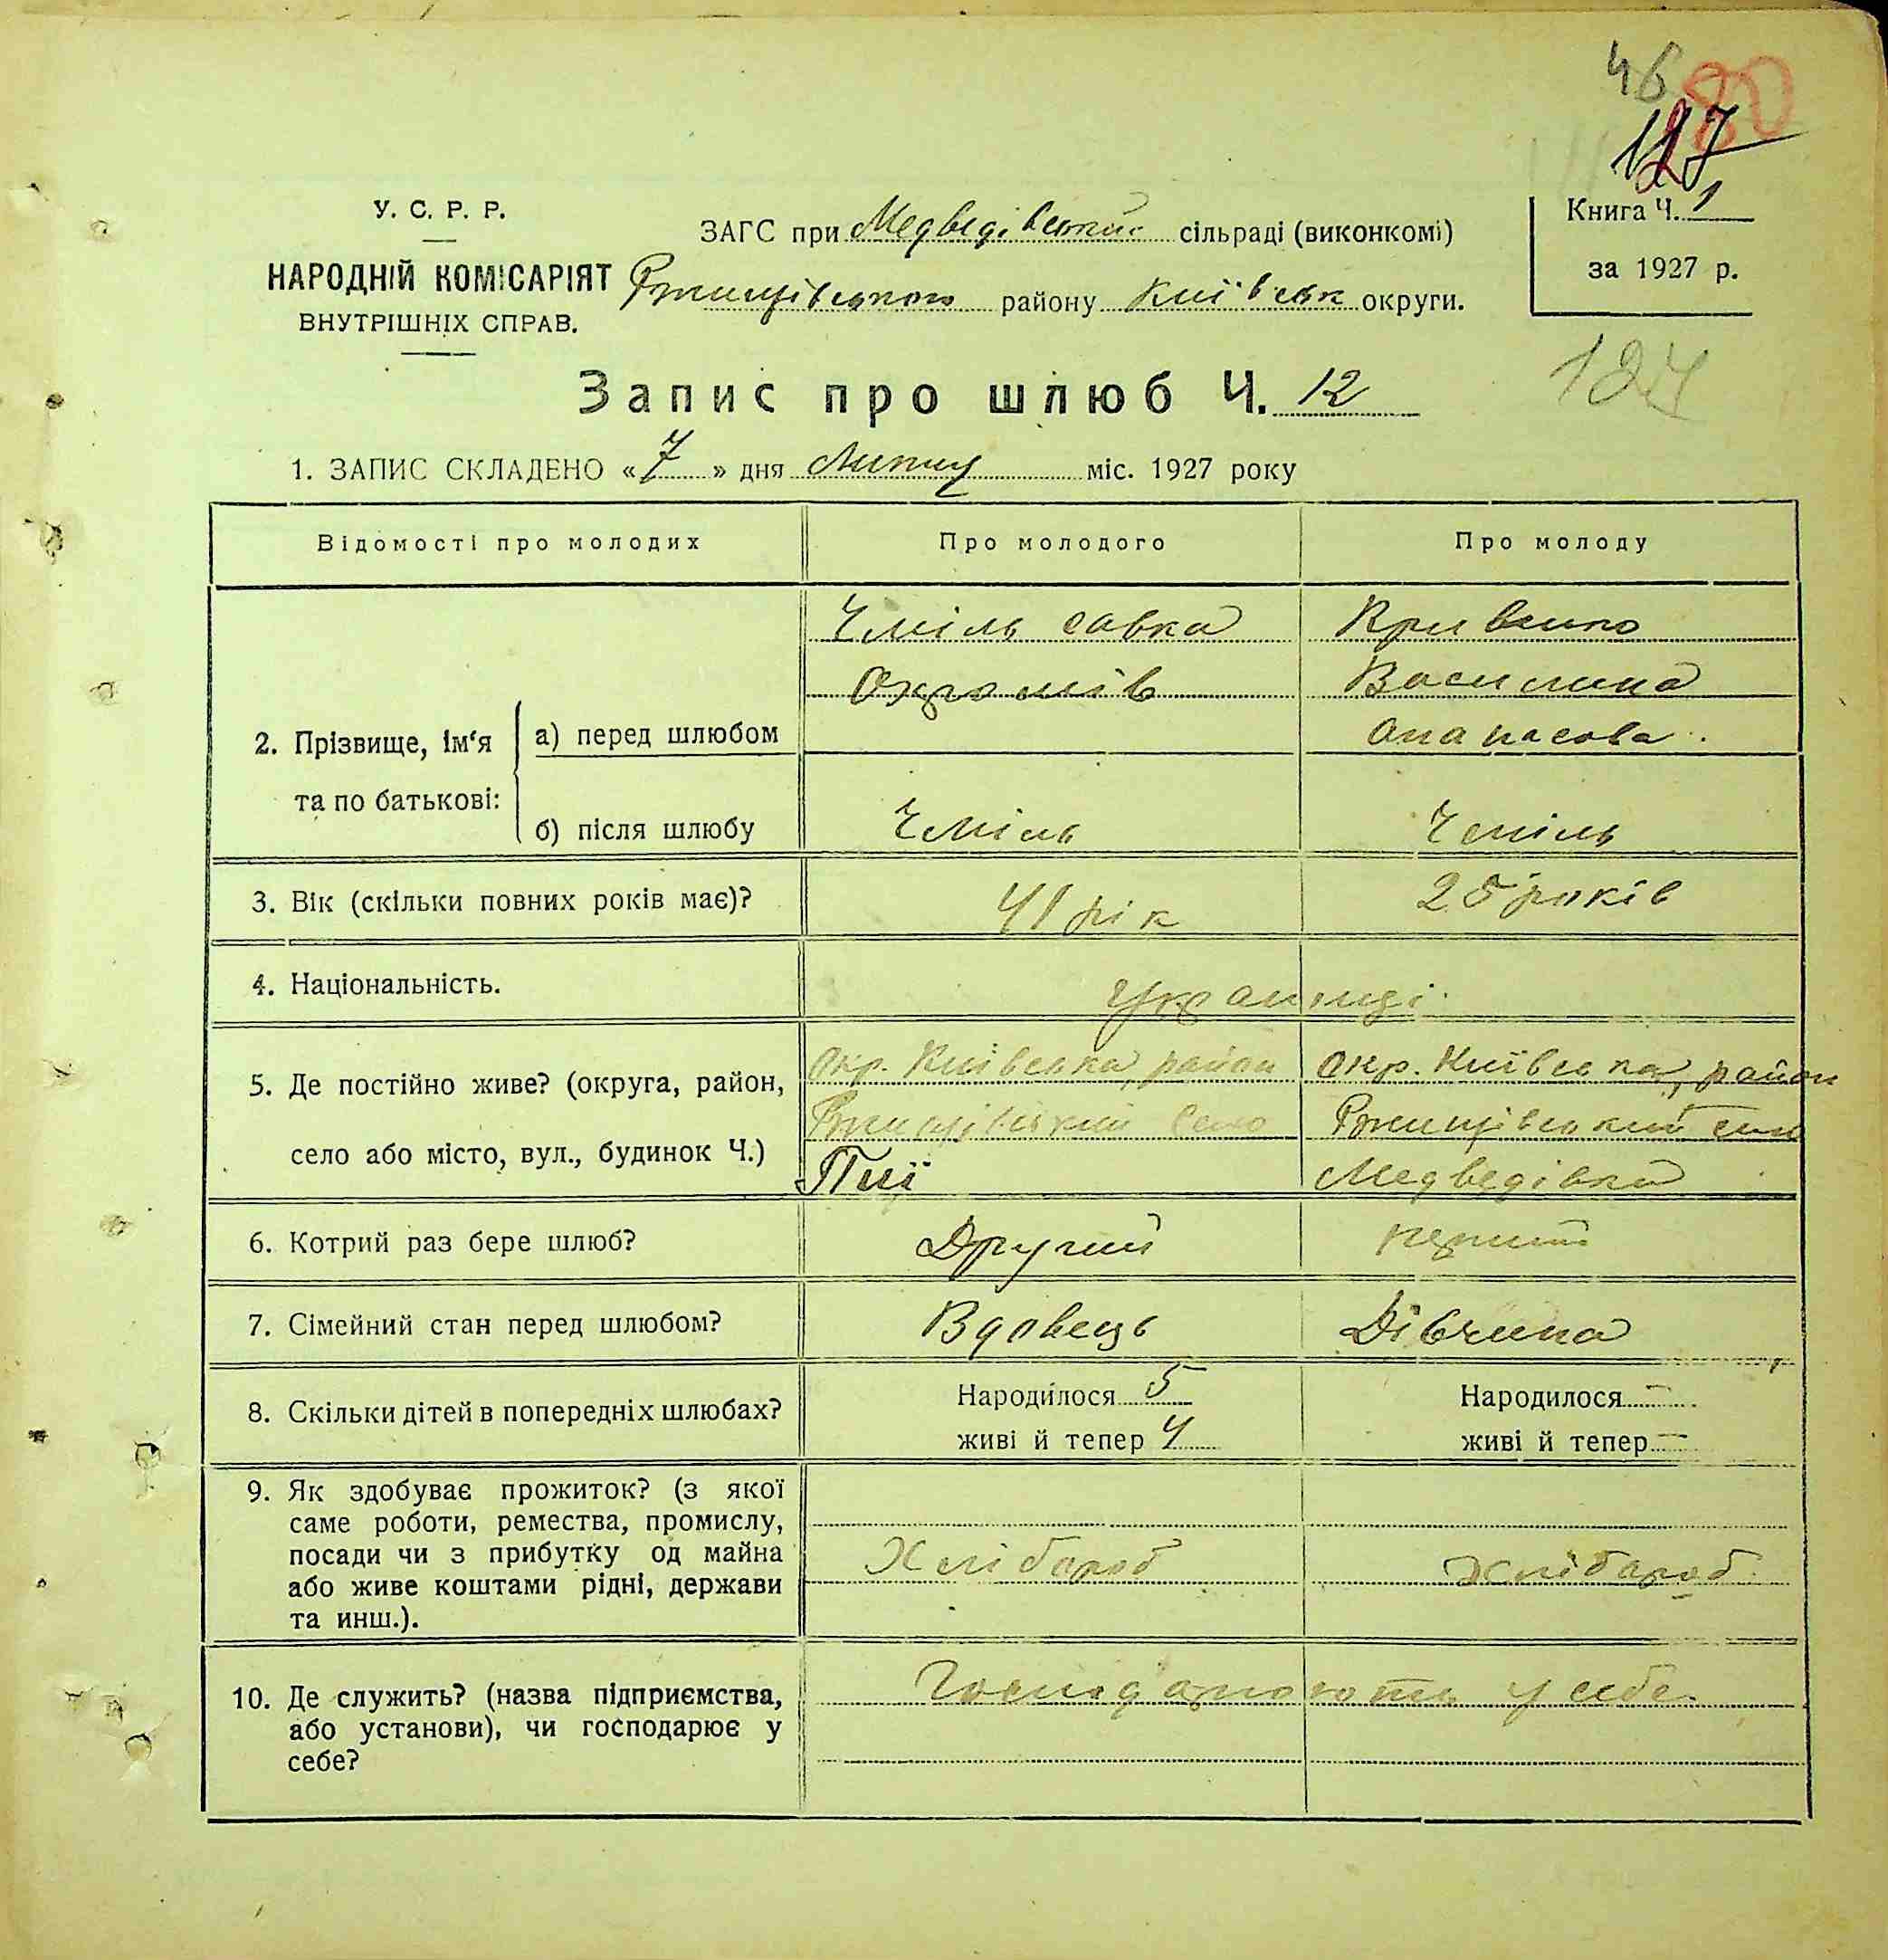 46
80
127
У. С. Р. Р.
НАРОДНІЙ КОМІСАРІЯТ
ВНУТРІШНІХ СПРАВ.
ЗАГС при Медведівській сільраді (виконкомі)
Ржищівського району Київськ округи.
Книга Ч. 1
за 1927 р.
Запис про шлюб Ч. 12
1. ЗАПИС СКЛАДЕНО «7» дня Липня міс. 1927 року
Відомості про молодих Про молодого Про молоду
2. Прізвище, ім'я та по батькові:
а) перед шлюбом
Чміль Савка
Охрімів
Кривенко
Василина
Опанасова.
б) після шлюбу Чміль Чміль
3. Вік (скільки повних років має)? 41 рік 25 років
4. Національність. Українці.
5. Де постійно живе? (округа, район,
село або місто, вул., будинок Ч.)
Окр. Київська, район
Ржищівський село
Пії
Окр. Київська, район
Ржищівський село
Медведівка
6. Котрий раз бере шлюб? Другий перший
7. Сімейний стан перед шлюбом? Вдовець Дівчина
8. Скільки дітей в попередніх шлюбах?
Народилося 5
живі й тепер 4
Народилося —
живі й тепер —
9. Як здобуває прожиток? (з якої
саме роботи, ремества, промислу,
посади чи з прибутку од майна
або живе коштами рідні, держави
та инш.).
Хлібороб
Хлібороб.
10. Де служить? (назва підприємства,
або установи), чи господарює у
себе?
Господарюють у себе.